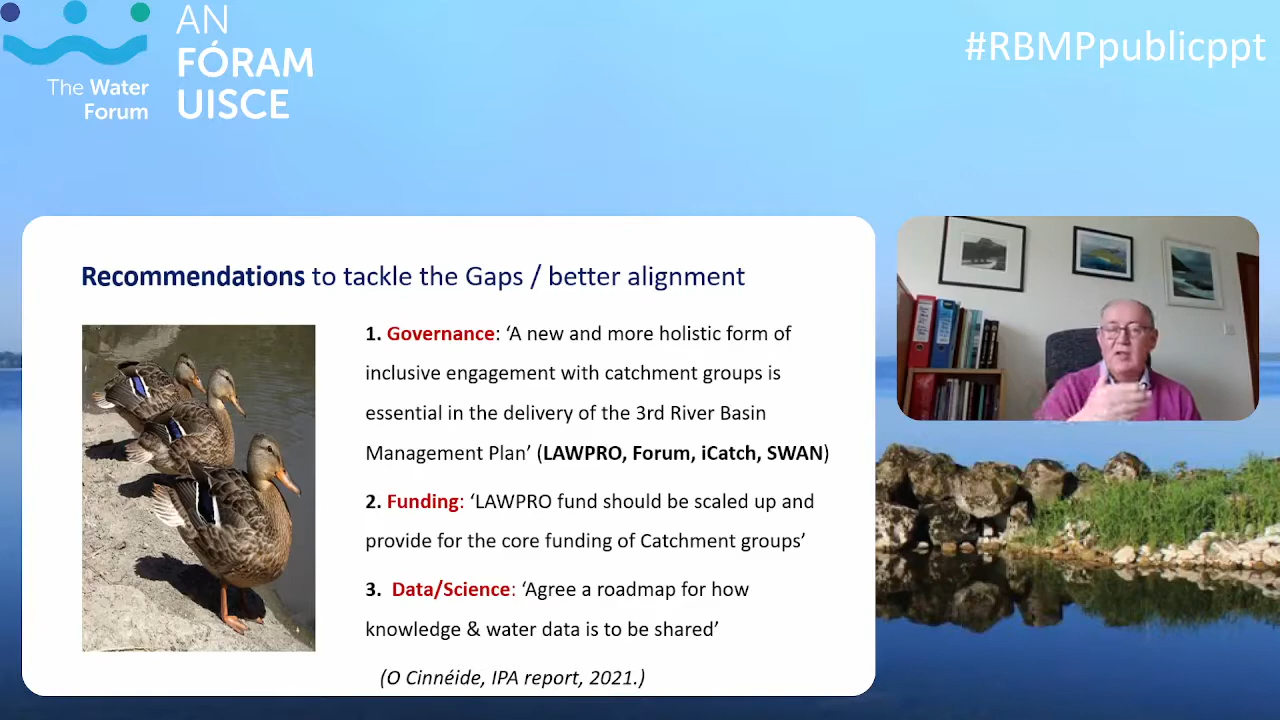 The Water
Forum
AN
FÓRAM
UISCE
#RBMPpublicppt
Recommendations to tackle the Gaps / better alignment
1. Governance: ‘A new and more holistic form of
inclusive engagement with catchment groups is
essential in the delivery of the 3rd River Basin
Management Plan’ (LAWPRO, Forum, iCatch, SWAN)
2. Funding: ‘LAWPRO fund should be scaled up and
provide for the core funding of Catchment groups’
3. Data/Science: ‘Agree a roadmap for how
knowledge & water data is to be shared’
(O Cinnéide, IPA report, 2021.)